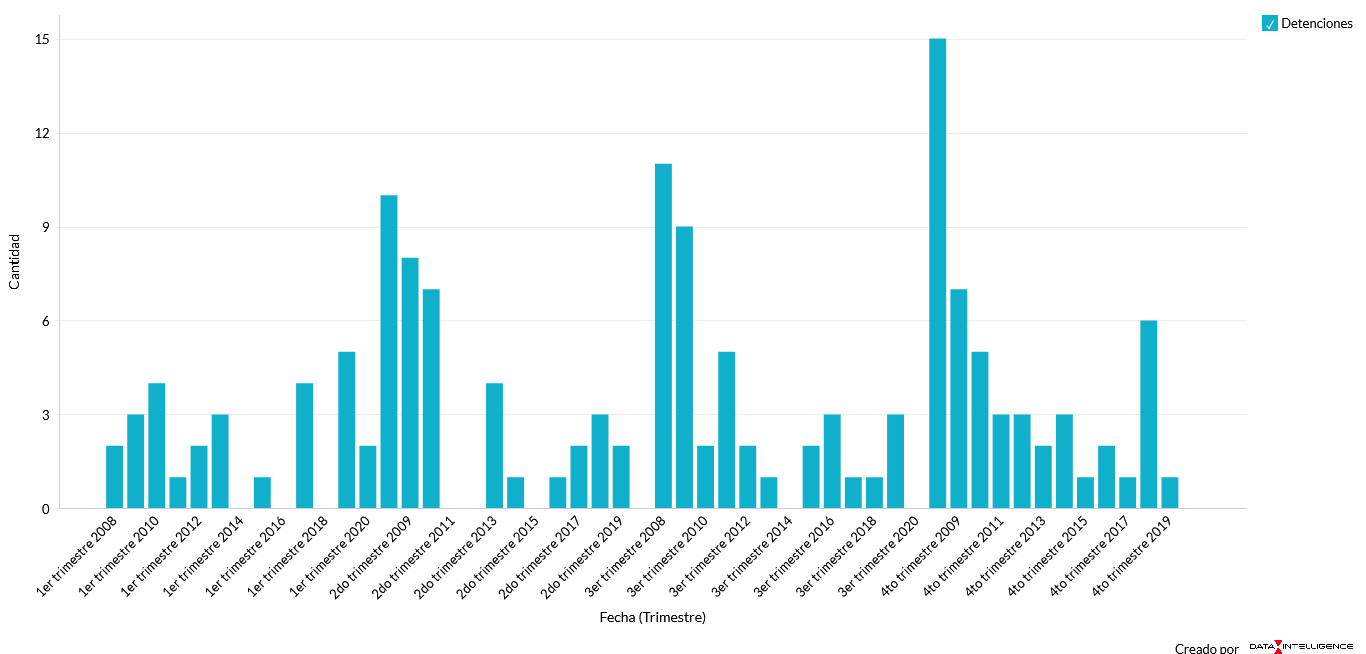 Detenciones
15
12
9
6
3
0
Cantidad
1er trimestre 2008
1er trimestre 2010
1er trimestre 2012
1er trimestre 2014
1er trimestre 2016
1er trimestre 2018
1er trimestre 2020
2do trimestre 2009
2do trimestre 2011
2do trimestre 2013
2do trimestre 2015
2do trimestre 2017
2do trimestre 2019
3er trimestre 2008
3er trimestre 2010
3er trimestre 2012
3er trimestre 2014
3er trimestre 2016
3er trimestre 2018
3er trimestre 2020
4to trimestre 2009
4to trimestre 2011
4to trimestre 2013
4to trimestre 2015
4to trimestre 2017
4to trimestre 2019
Fecha (Trimestre)
Creado por DATA INTELLIGENCE